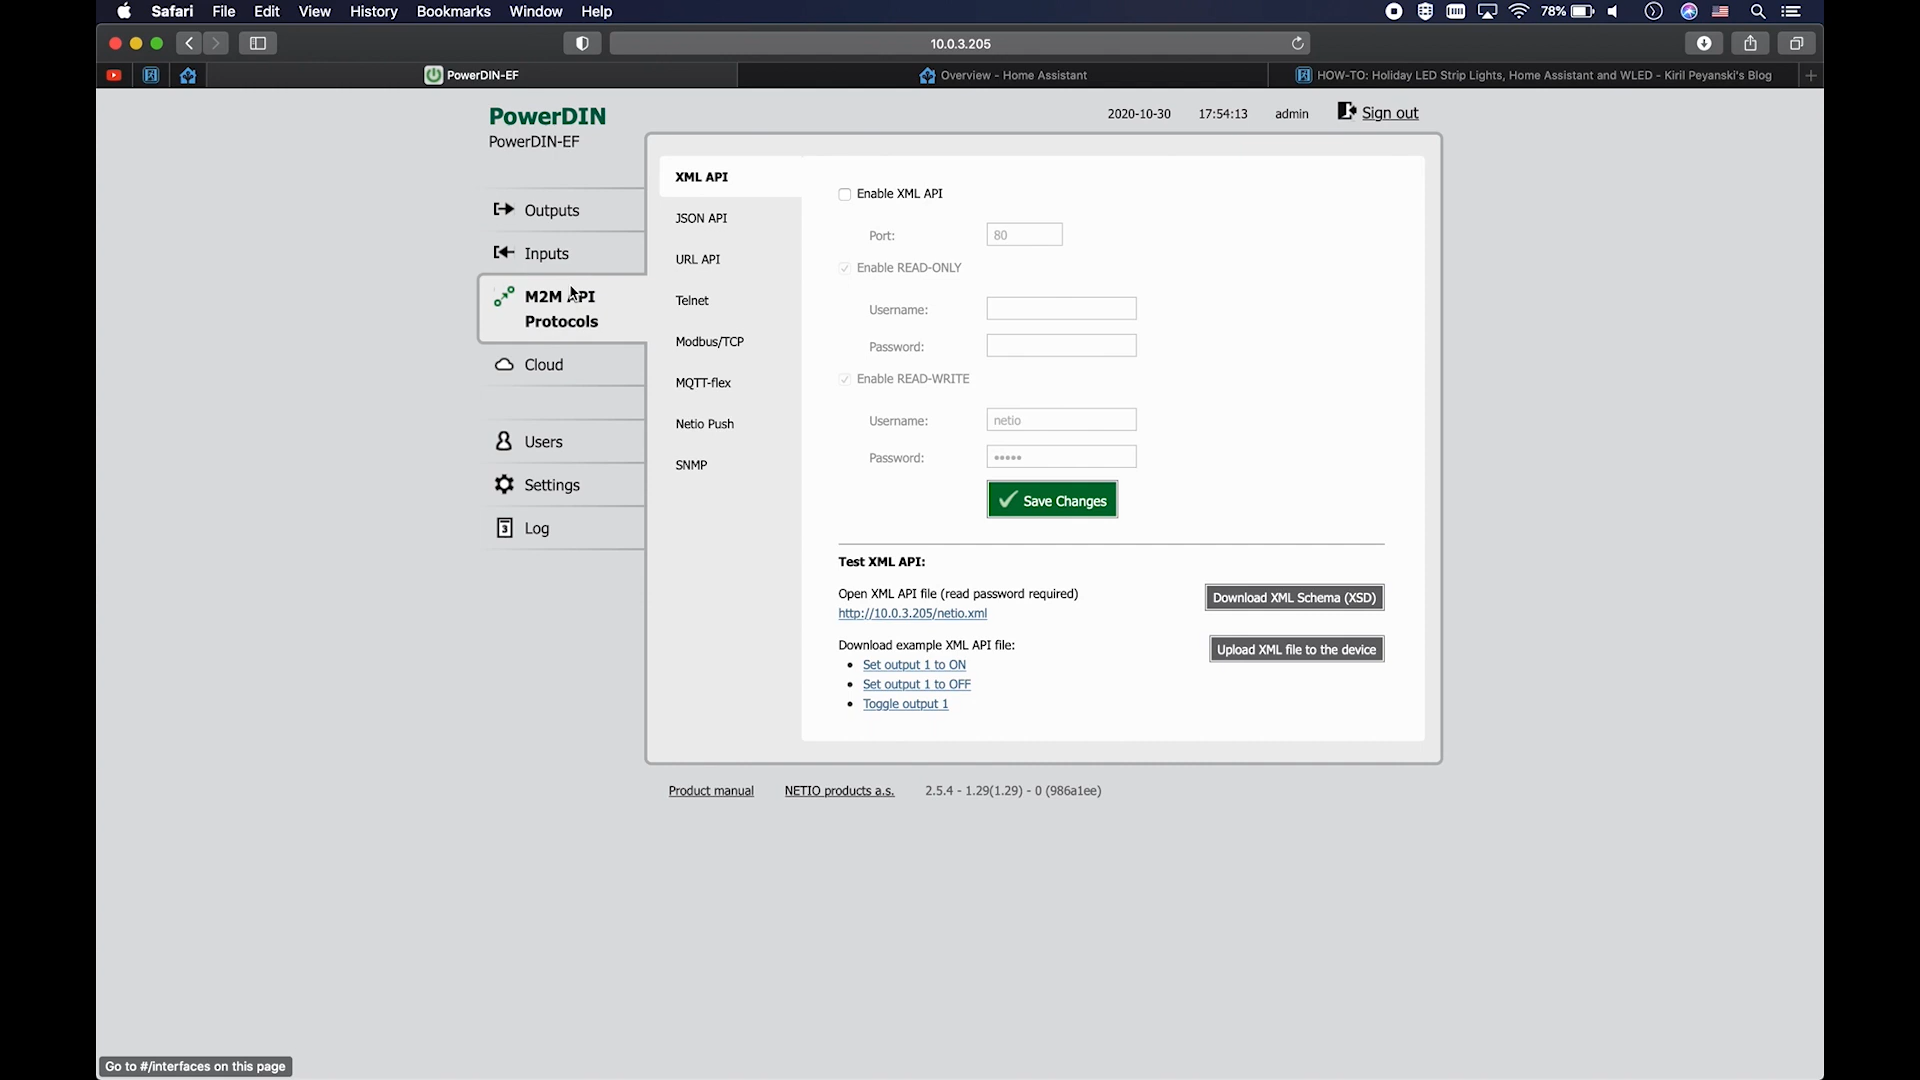 Safari File Edit View History Bookmarks Window Help 78%
10.0.3.205
PowerDIN-EF Overview - Home Assistant HOW-TO: Holiday LED Strip Lights, Home Assistant and WLED - Kiril Peyanski's Blog
PowerDIN
PowerDIN-EF
2020-10-30 17:54:13 admin Sign out
Outputs
Inputs
M2M API
Protocols
Cloud
Users
Settings
Log
XML API
JSON API
URL API
Telnet
Modbus/TCP
MQTT-flex
Netio Push
SNMP
Enable XML API
Port: 80
Enable READ-ONLY
Username:
Password:
Enable READ-WRITE
Username: netio
Password: •••••
Save Changes
Test XML API:
Open XML API file (read password required)
http://10.0.3.205/netio.xml
Download XML Schema (XSD)
Download example XML API file:
Upload XML file to the device
• Set output 1 to ON
• Set output 1 to OFF
• Toggle output 1
Product manual NETIO products a.s. 2.5.4 - 1.29(1.29) - 0 (986a1ee)
Go to #/interfaces on this page